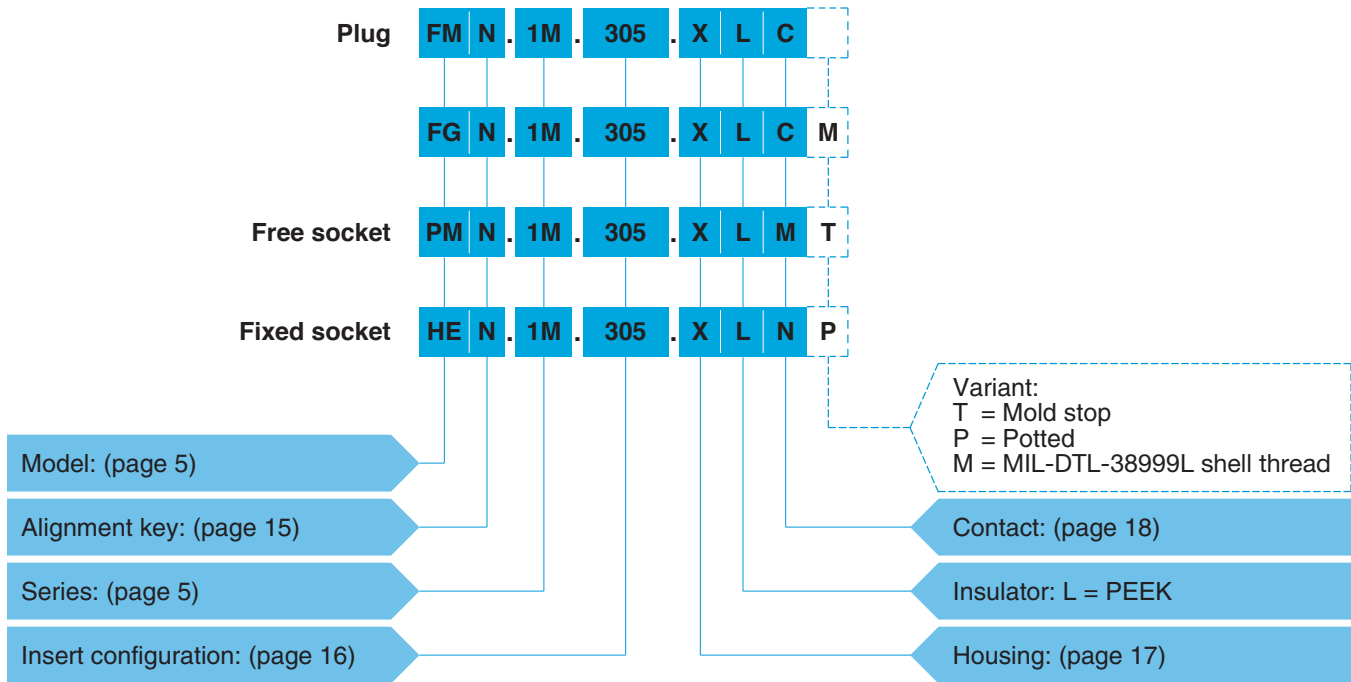 Plug FM N . 1M . 305 . X L C
FG N . 1M . 305 . X L C M
Free socket PM N . 1M . 305 . X L M T
Fixed socket HE N . 1M . 305 . X L N P
Variant:
T = Mold stop
P = Potted
M = MIL-DTL-38999L shell thread
Model: (page 5)
Alignment key: (page 15)
Series: (page 5)
Insert configuration: (page 16)
Contact: (page 18)
Insulator: L = PEEK
Housing: (page 17)